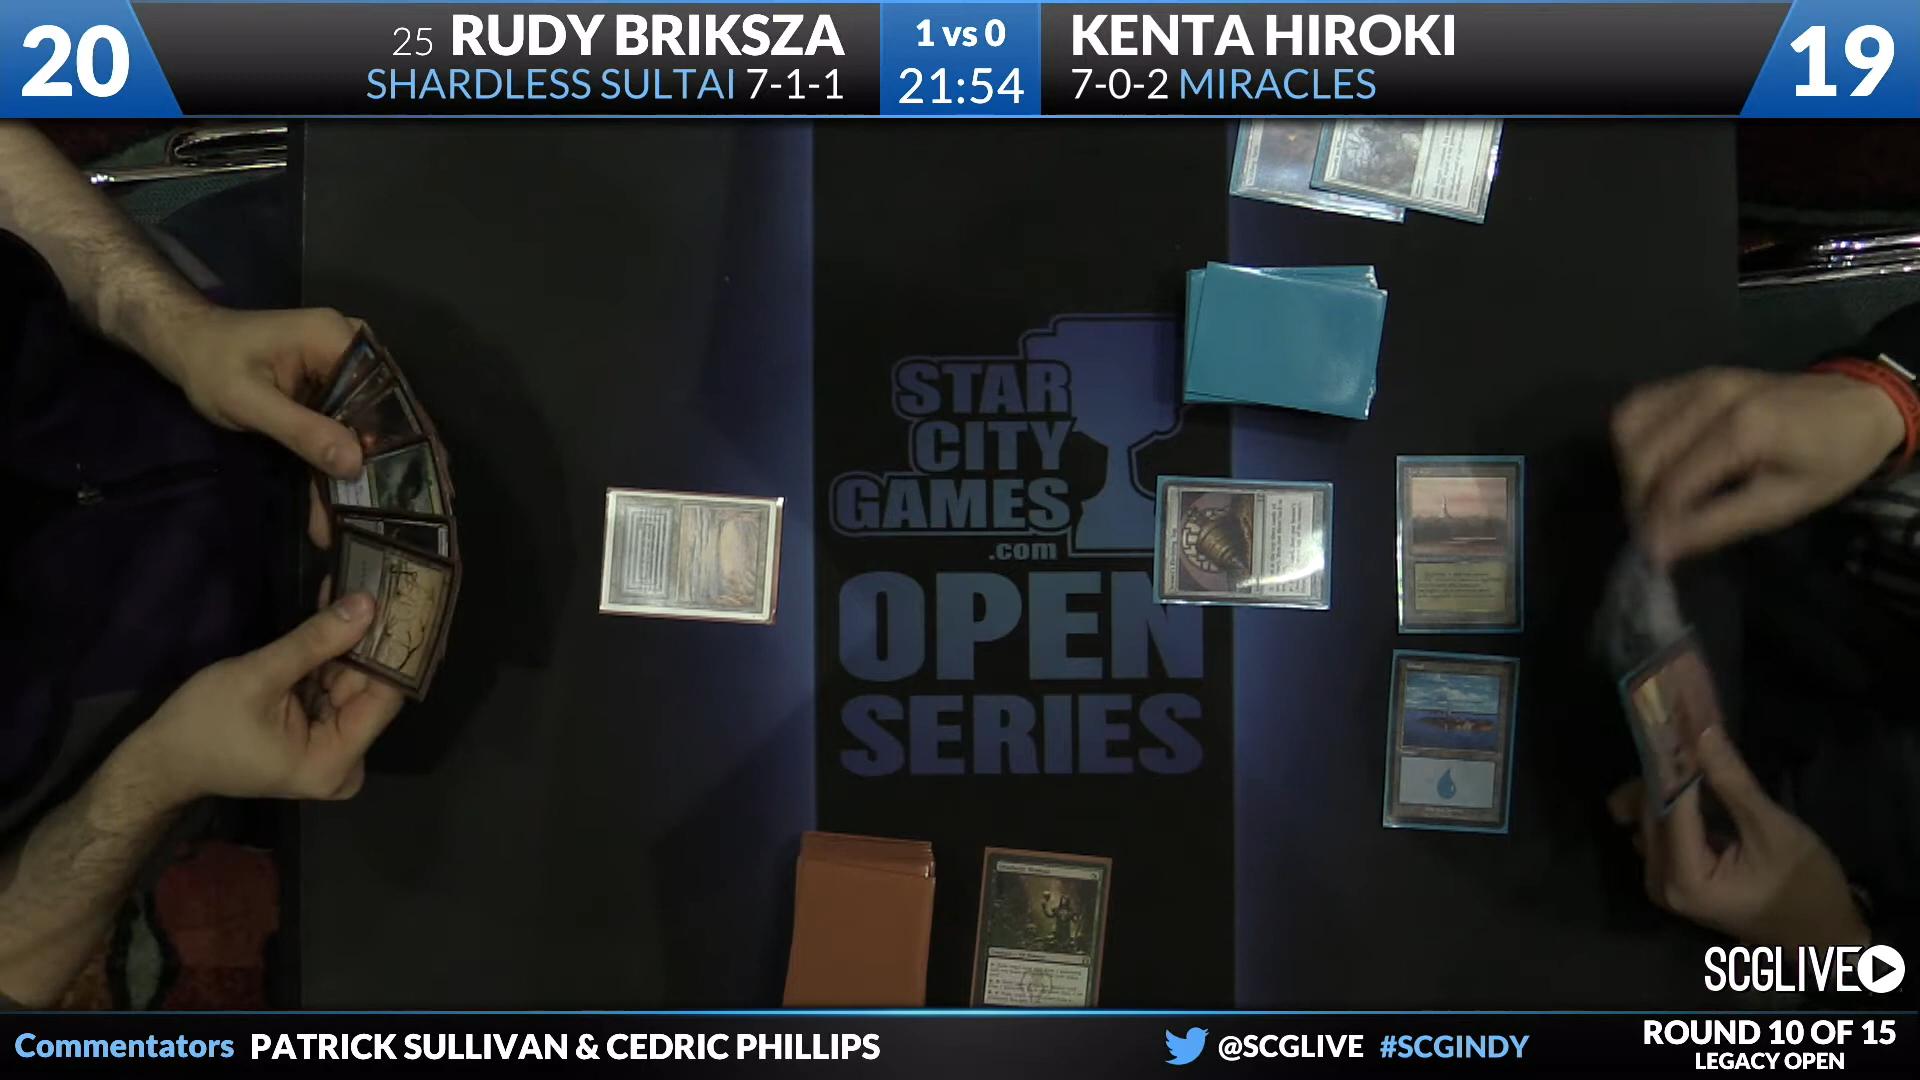 20
25 RUDY BRIKSZA
SHARDLESS SULTAI 7-1-1
1 vs 0
21:54
KENTA HIROKI
7-0-2 MIRACLES
19
STAR
CITY
GAMES
.com
OPEN
SERIES
SCGLIVE
Commentators PATRICK SULLIVAN & CEDRIC PHILLIPS
@SCGLIVE #SCGINDY
ROUND 10 OF 15
LEGACY OPEN